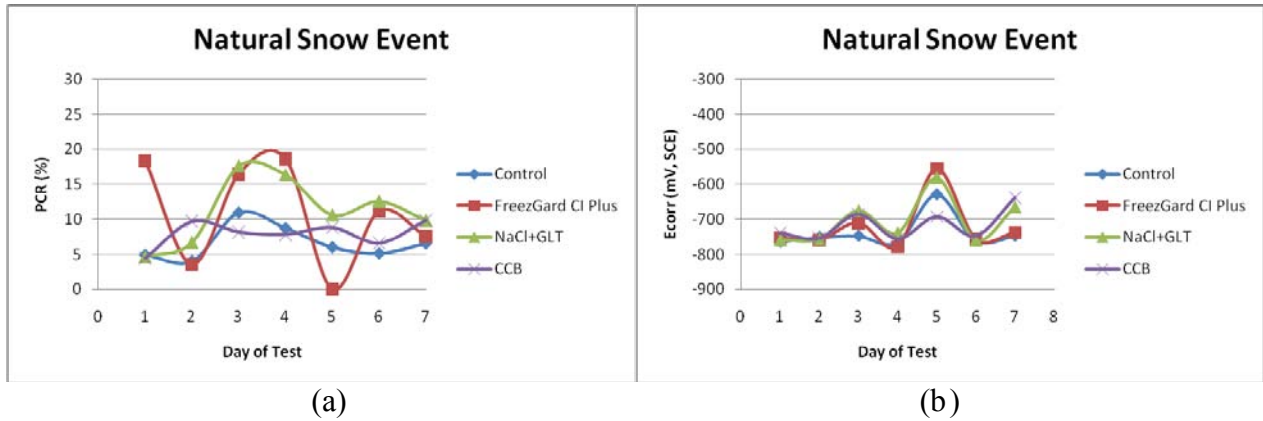 Natural Snow Event
PCR (%)
30
25
20
15
10
5
0
0 1 2 3 4 5 6 7
Day of Test
Control
FreezGard CI Plus
NaCl+GLT
CCB
(a)
Natural Snow Event
Ecorr (mV, SCE)
-300
-400
-500
-600
-700
-800
-900
0 1 2 3 4 5 6 7 8
Day of Test
Control
FreezGard CI Plus
NaCl+GLT
CCB
(b)